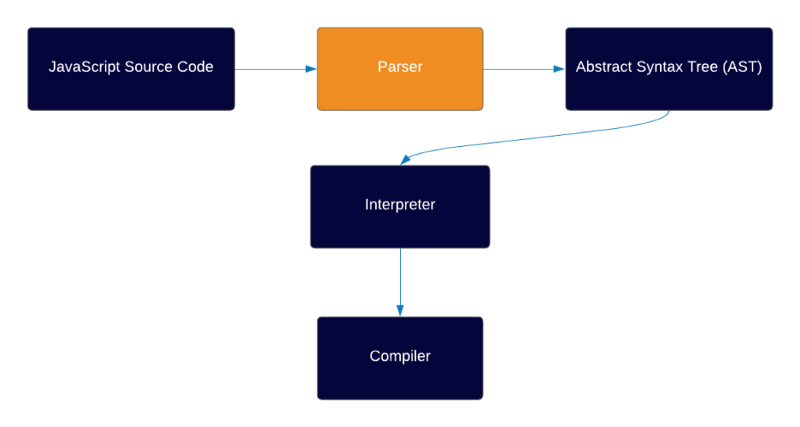 JavaScript Source Code
Parser
Abstract Syntax Tree (AST)
Interpreter
Compiler